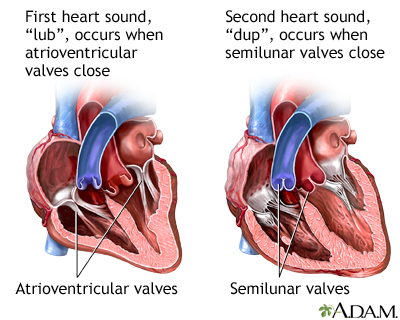 First heart sound,
“lub”, occurs when
atrioventricular
valves close
Second heart sound,
“dup”, occurs when
semilunar valves close
Atrioventricular valves
Semilunar valves
A.D.A.M.